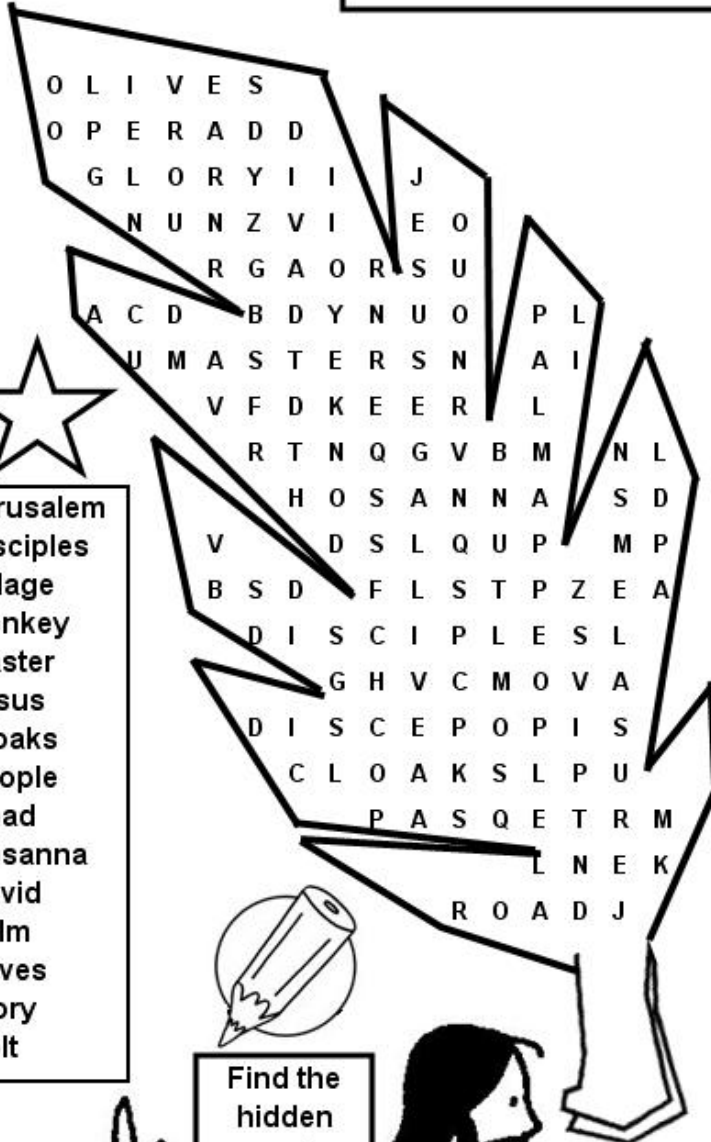 O L I V E S
O P E R A D D
G L O R Y I I J
N U N Z V I E O
R G A O R S U
A C D B D Y N U O P L
U M A S T E R S N A I
V F D K E E R L
R T N Q G V B M N L
H O S A N N A S D
V D S L Q U P M P
B S D F L S T P Z E A
D I S C I P L E S L
G H V C M O V A
D I S C E P O P I S
C L O A K S L P U
P A S Q E T R M
L N E K
R O A D J
rusalem
sciples
lage
nkey
aster
sus
oaks
ople
ad
sanna
vid
lm
ves
ory
lt
Find the
hidden